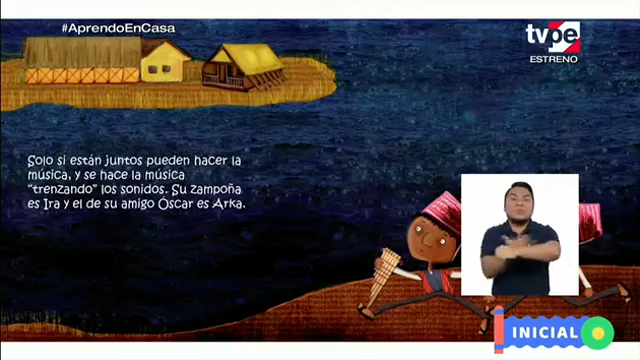 #AprendoEnCasa
tvpe
ESTRENO
Solo si están juntos pueden hacer la
música, y se hace la música
“trenzando” los sonidos. Su zampoña
es Ira y el de su amigo Óscar es Arka.
INICIAL